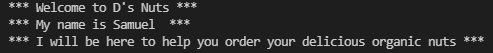 *** Welcome to D's Nuts ***
*** My name is Samuel  ***
*** I will be here to help you order your delicious organic nuts ***